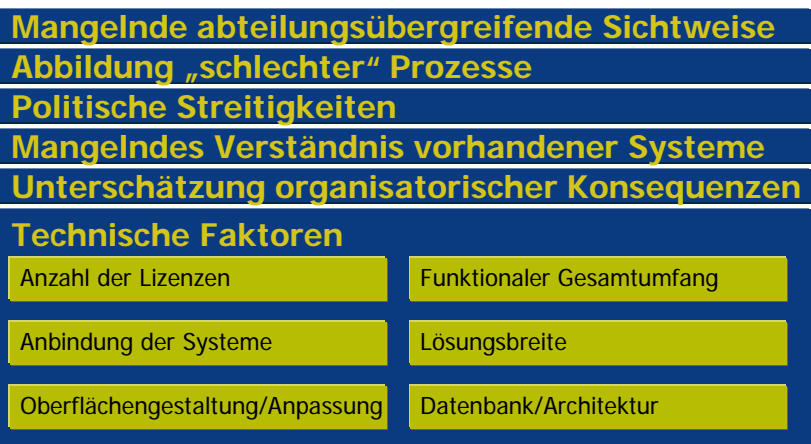 Mangelnde abteilungsübergreifende Sichtweise
Abbildung „schlechter“ Prozesse
Politische Streitigkeiten
Mangelndes Verständnis vorhandener Systeme
Unterschätzung organisatorischer Konsequenzen
Technische Faktoren
Anzahl der Lizenzen
Funktionaler Gesamtumfang
Anbindung der Systeme
Lösungsbreite
Oberflächengestaltung/Anpassung
Datenbank/Architektur